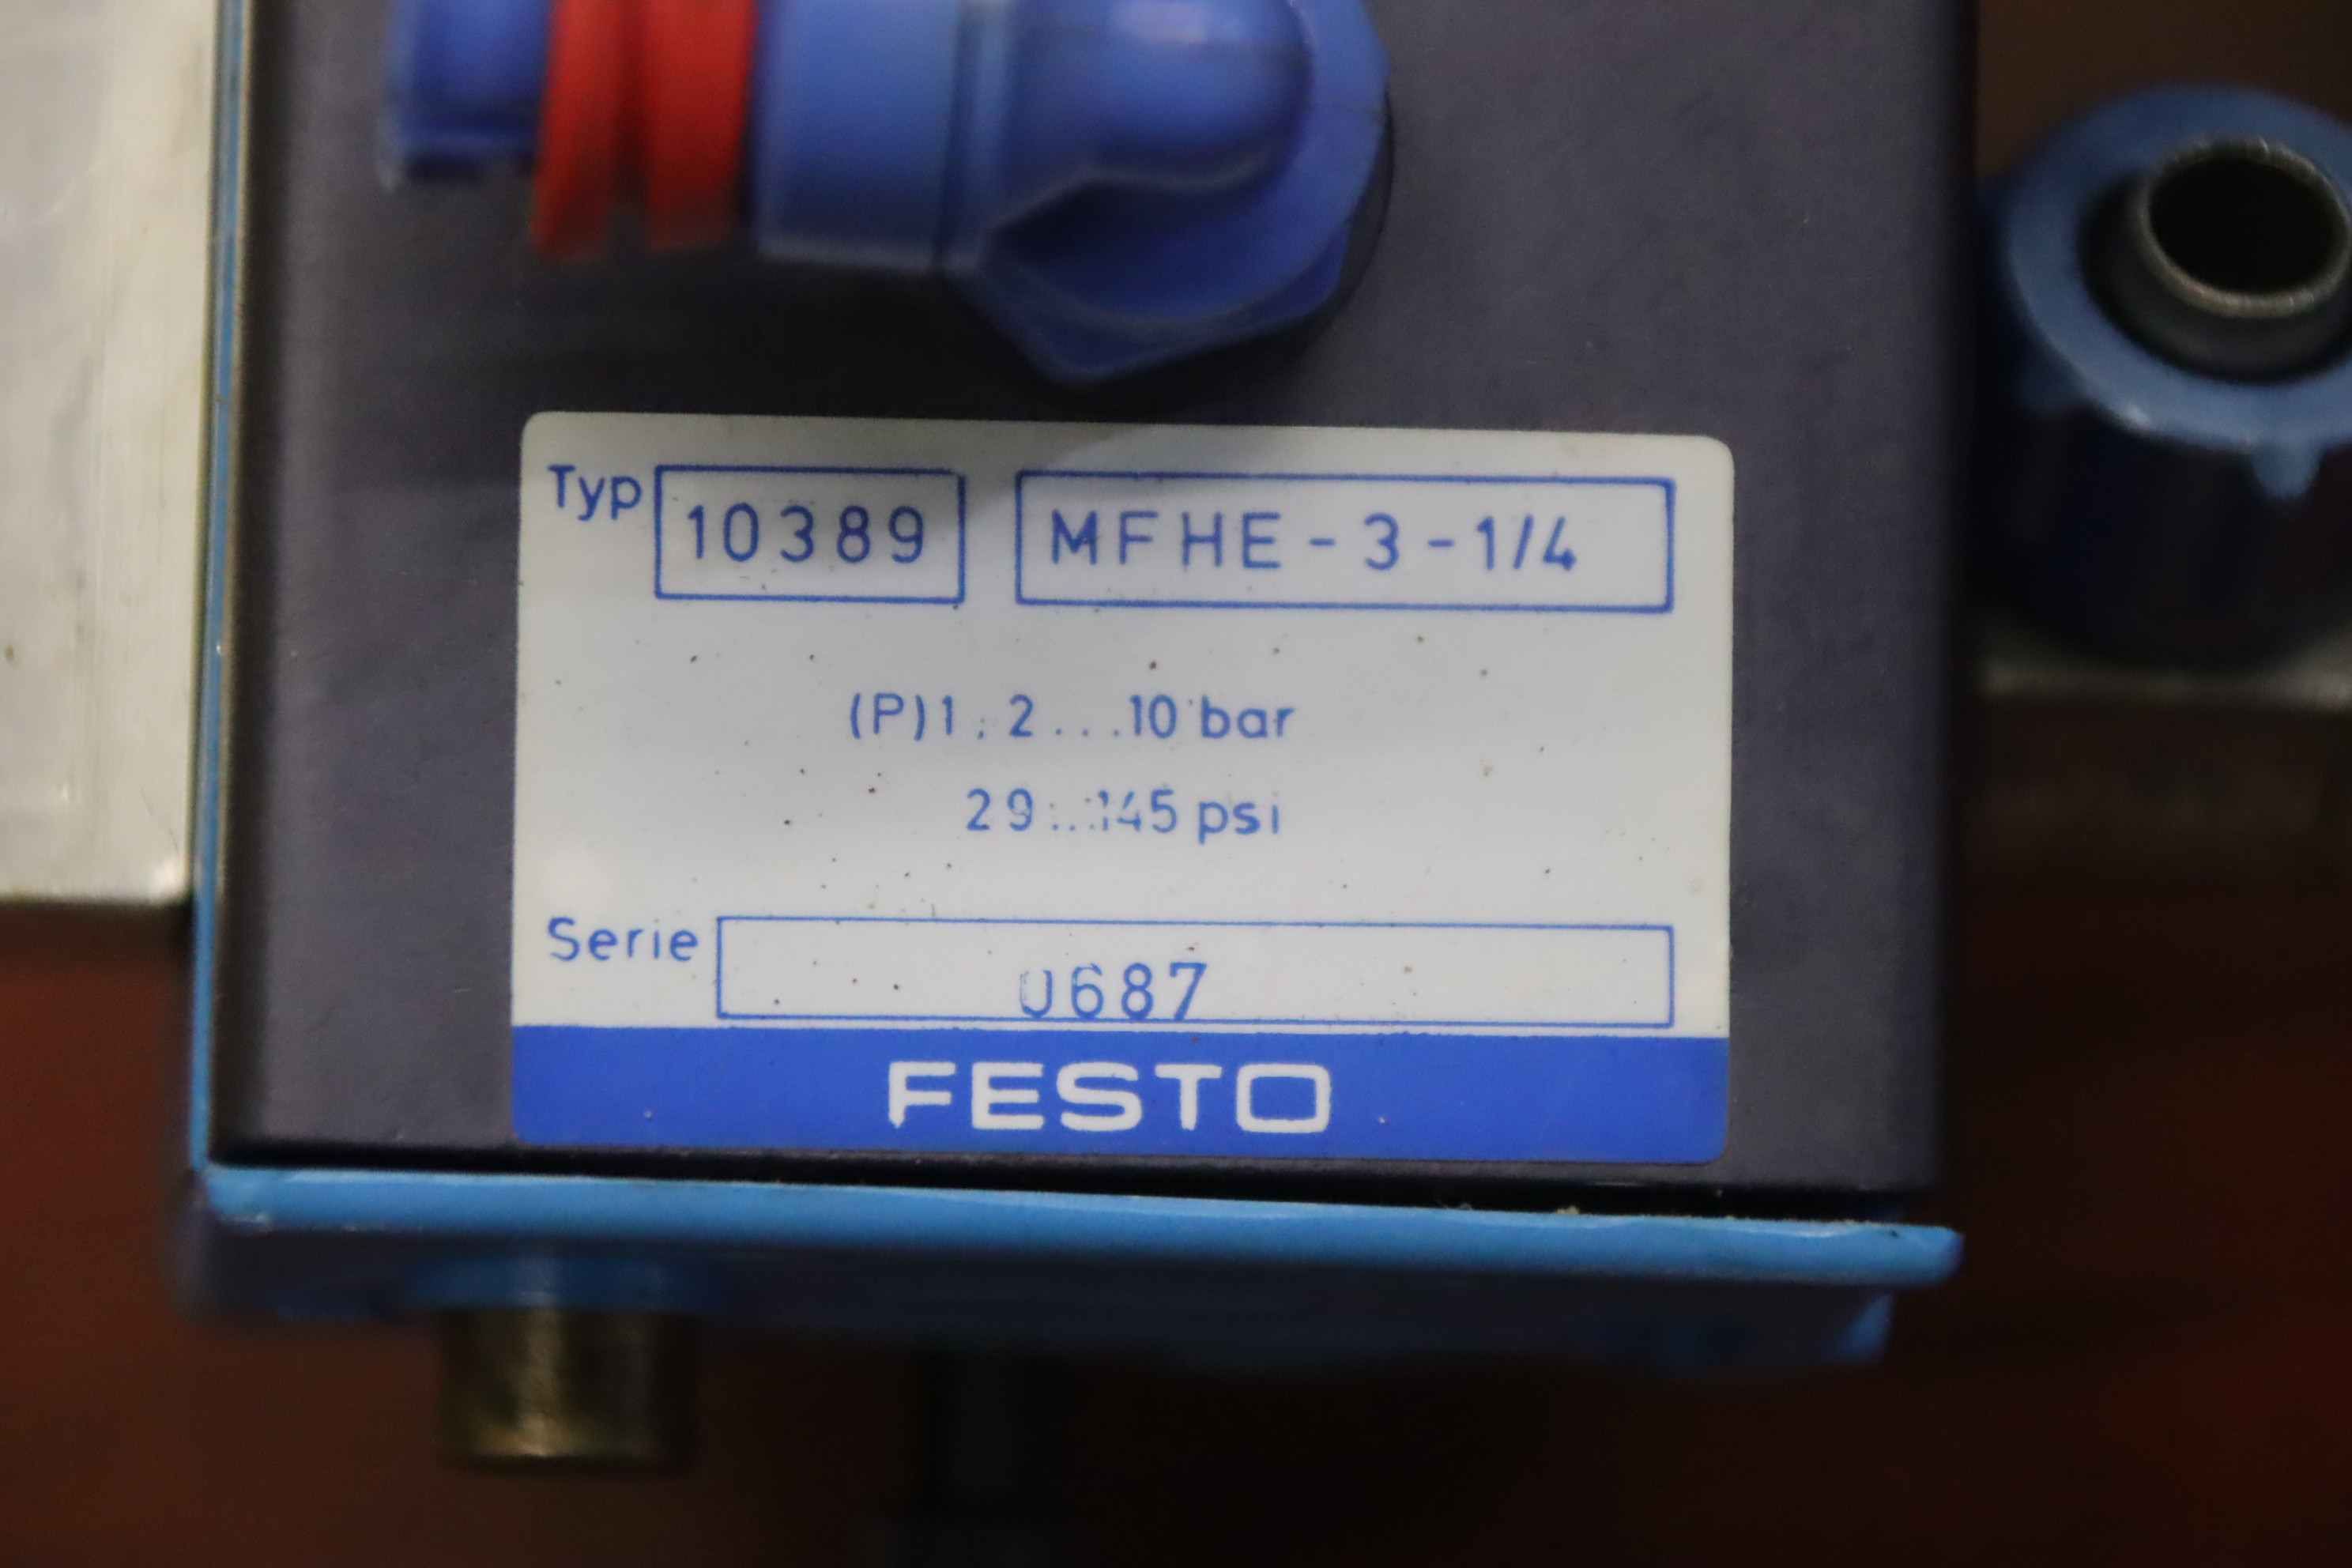 Typ 10389 MFHE-3-1/4
(P)1,2...10 bar
29...145 psi
Serie 0687
FESTO